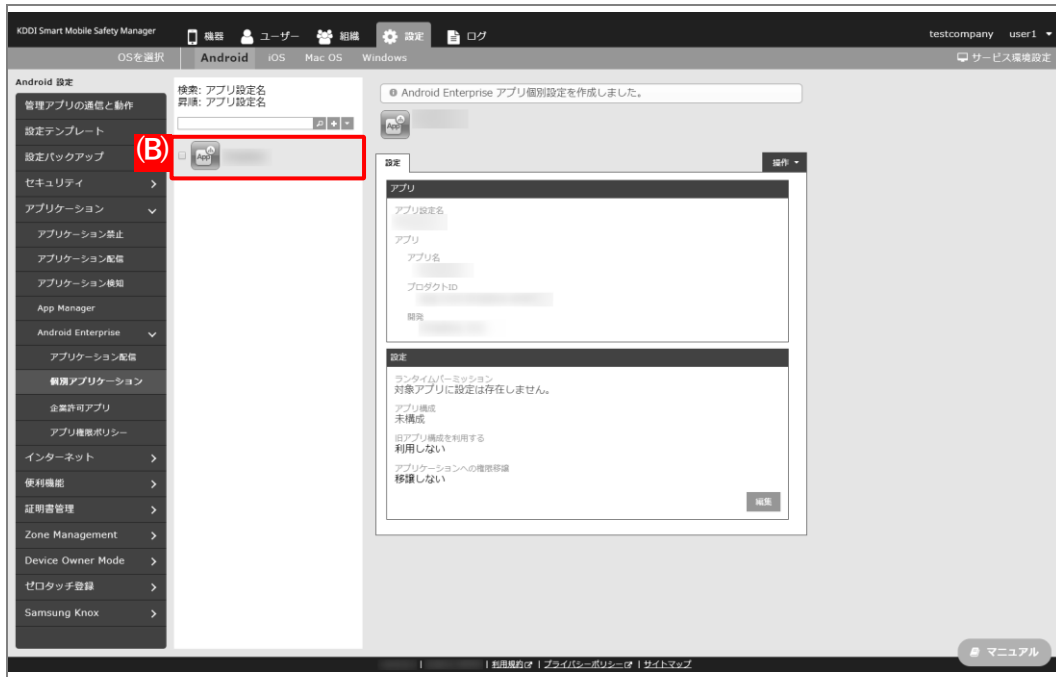 KDDI Smart Mobile Safety Manager
機器 ユーザー 組織 設定 ログ
testcompany user1
OSを選択 Android iOS Mac OS Windows
サービス環境設定
Android 設定
管理アプリの通信と動作
設定テンプレート
設定バックアップ
セキュリティ
アプリケーション
アプリケーション禁止
アプリケーション配信
アプリケーション検知
App Manager
Android Enterprise
アプリケーション配信
個別アプリケーション
企業許可アプリ
アプリ権限ポリシー
インターネット
便利機能
証明書管理
Zone Management
Device Owner Mode
ゼロタッチ登録
Samsung Knox
検索: アプリ設定名
昇順: アプリ設定名
(B)
App
Android Enterprise アプリ個別設定を作成しました。
App
設定
操作
アプリ
アプリ設定名
アプリ
アプリ名
プロダクトID
開発
設定
ランタイムパーミッション
対象アプリに設定は存在しません。
アプリ構成
未構成
旧アプリ構成を利用する
利用しない
アプリケーションへの権限移譲
移譲しない
編集
マニュアル
| | 利用規約 | プライバシーポリシー | サイトマップ